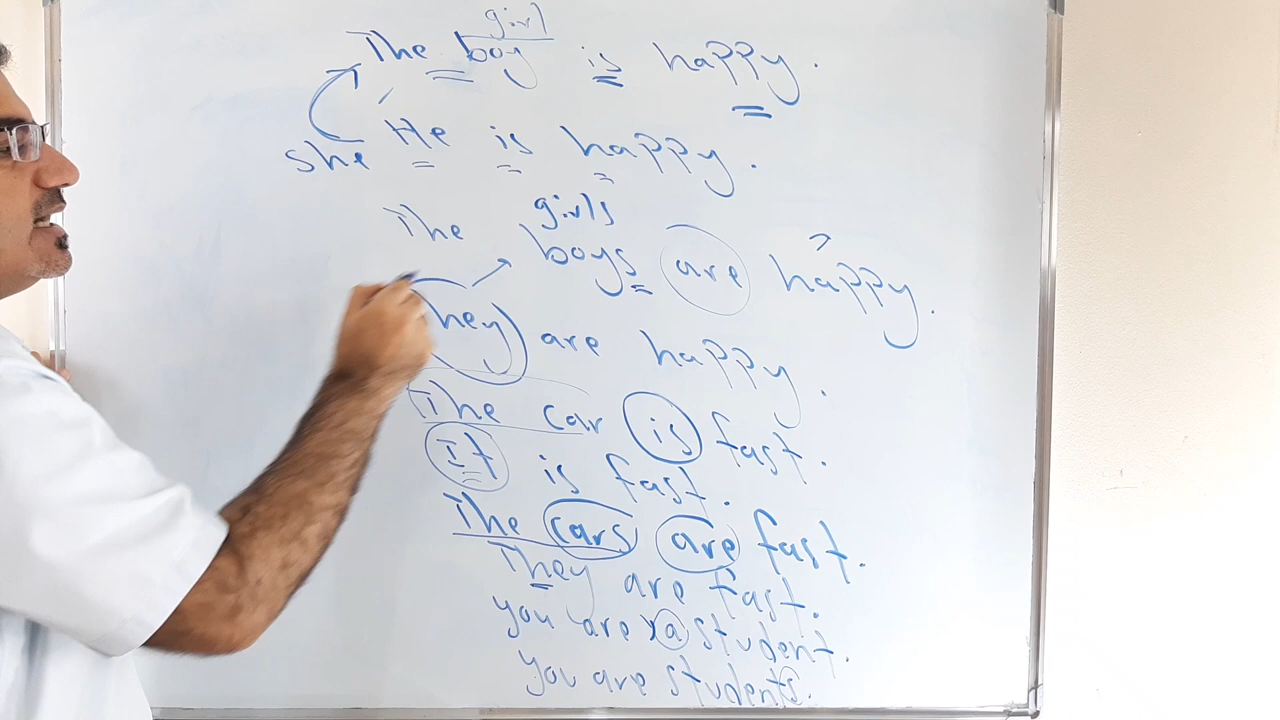 girl
The boy is happy.
she He is happy.
girls
The boys are happy.
They are happy.
The car is fast.
It is fast.
The cars are fast.
They are fast.
you are a student.
you are students.